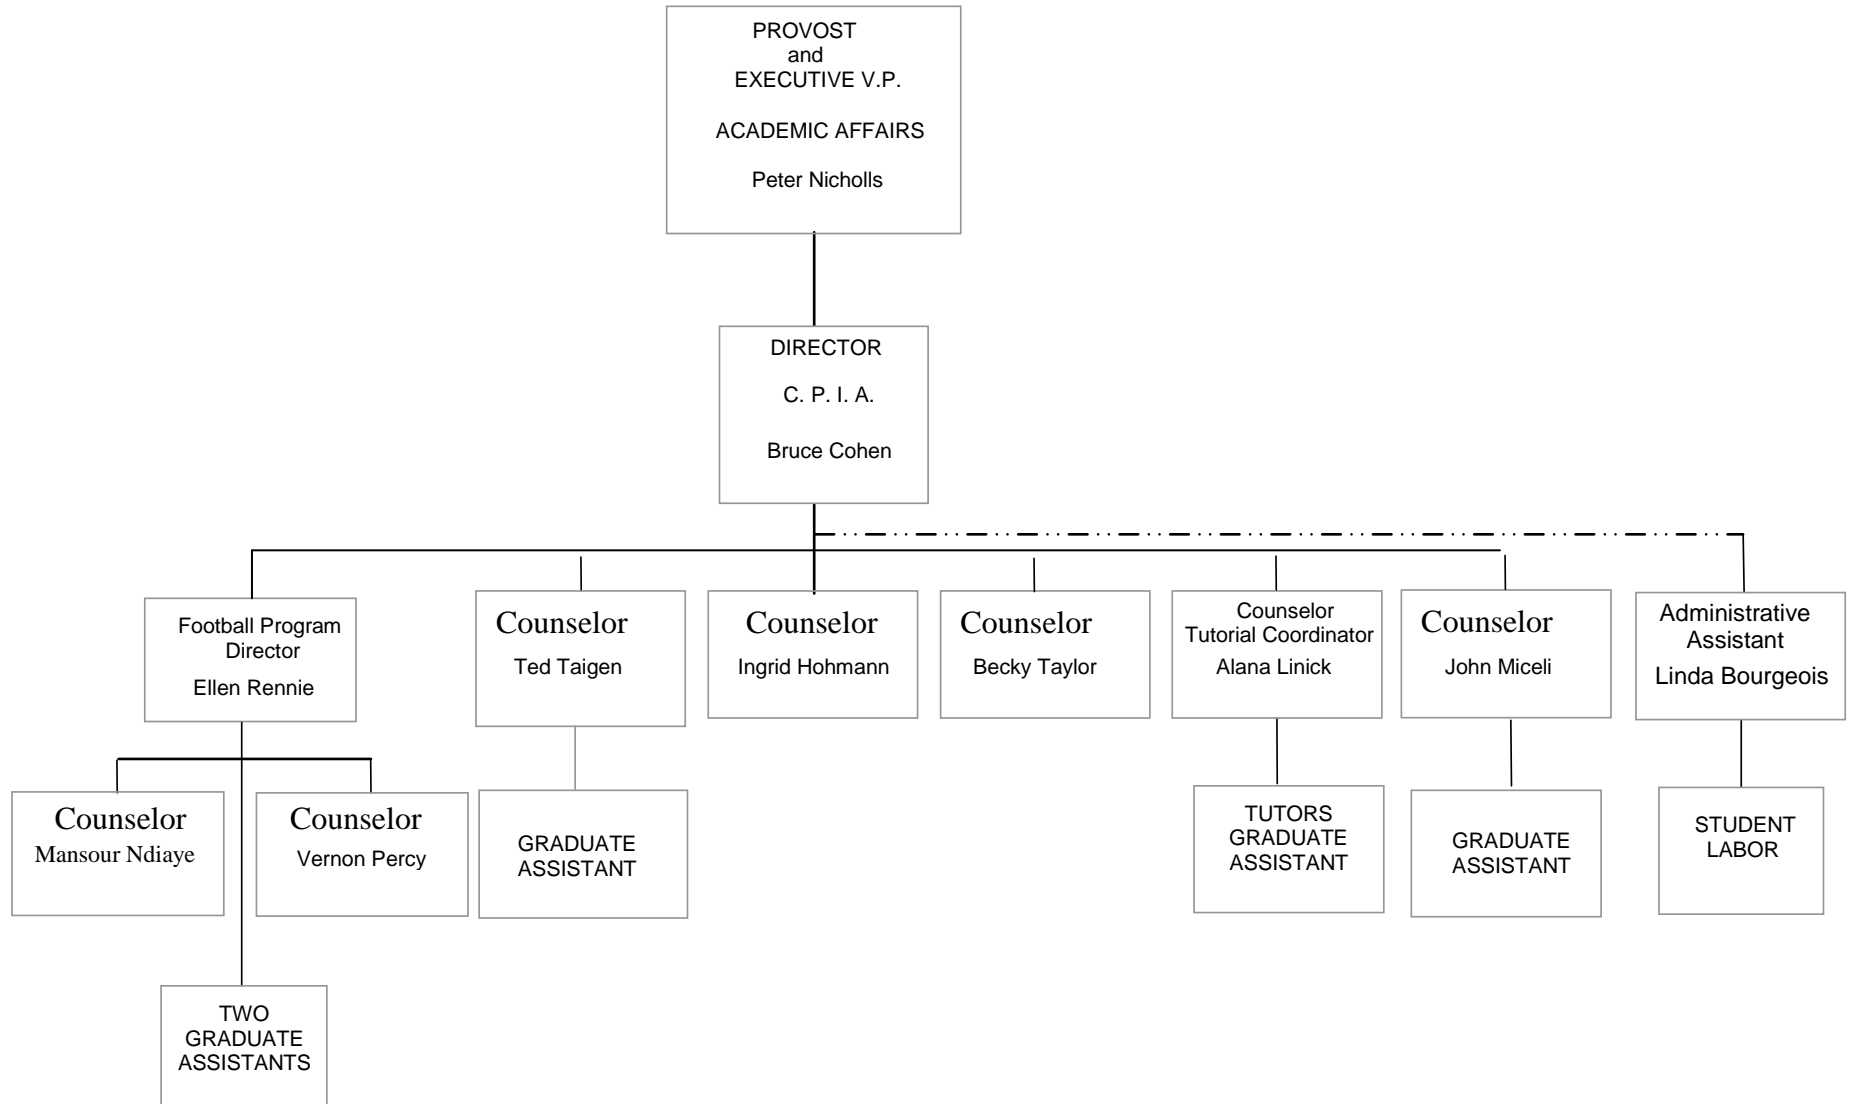 PROVOST
and
EXECUTIVE V.P.
ACADEMIC AFFAIRS
Peter Nicholls
DIRECTOR
C. P. I. A.
Bruce Cohen
Football Program
Director
Ellen Rennie
Counselor
Ted Taigen
Counselor
Ingrid Hohmann
Counselor
Becky Taylor
Counselor
Tutorial Coordinator
Alana Linick
Counselor
John Miceli
Administrative
Assistant
Linda Bourgeois
Counselor
Mansour Ndiaye
Counselor
Vernon Percy
GRADUATE
ASSISTANT
TUTORS
GRADUATE
ASSISTANT
GRADUATE
ASSISTANT
STUDENT
LABOR
TWO
GRADUATE
ASSISTANTS